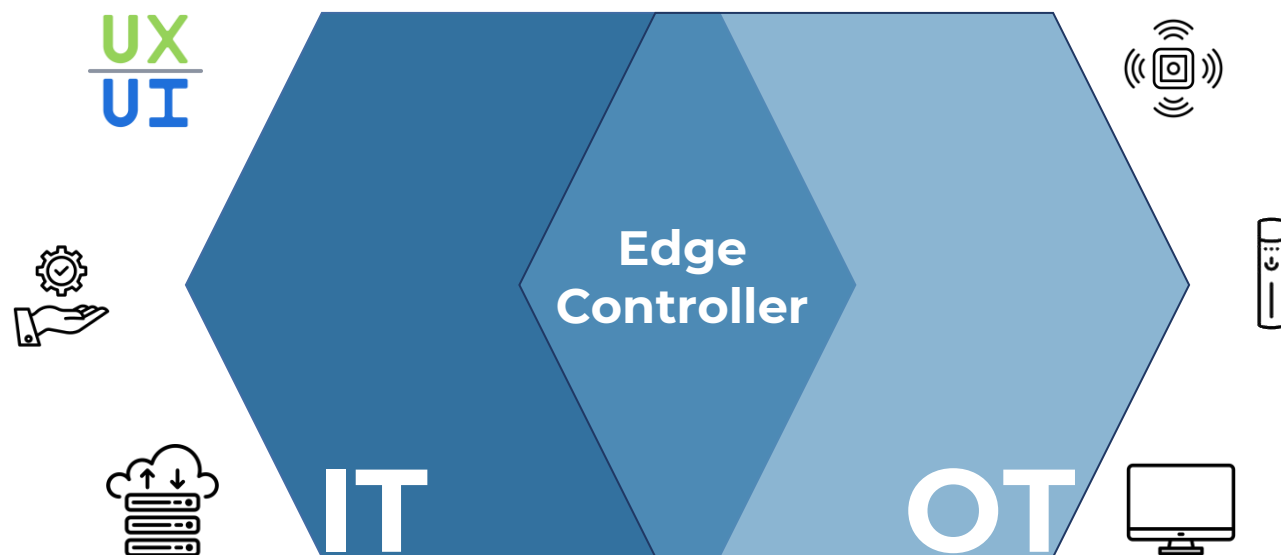 UX
UI
Edge
Controller
IT
OT